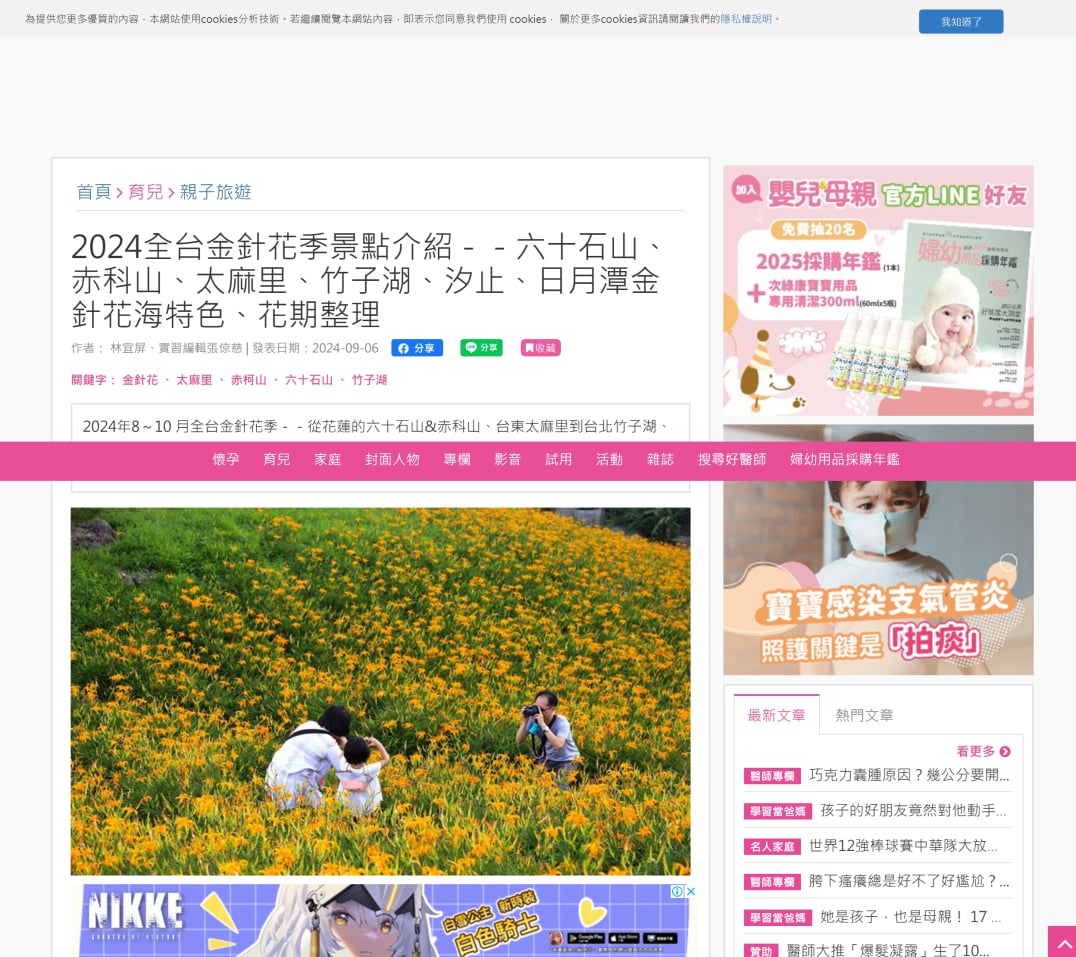 為提供您更多優質的內容，本網站使用cookies分析技術。若繼續閱覽本網站內容，即表示您同意我們使用 cookies， 關於更多cookies資訊請閱讀我們的隱私權說明。
我知道了
首頁 > 育兒 > 親子旅遊
2024全台金針花季景點介紹－－六十石山、
赤科山、太麻里、竹子湖、汐止、日月潭金
針花海特色、花期整理
作者： 林宜屏、實習編輯張倞慈 | 發表日期：2024-09-06
分享
分享
收藏
關鍵字： 金針花 、 太麻里 、 赤柯山 、 六十石山 、 竹子湖
2024年8～10 月全台金針花季－－從花蓮的六十石山&赤科山、台東太麻里到台北竹子湖、
懷孕 育兒 家庭 封面人物 專欄 影音 試用 活動 雜誌 搜尋好醫師 婦幼用品採購年鑑
NIKKE
GODDESS OF VICTORY
白雪公主 新時裝
白色騎士
Google Play
App Store
加入 嬰兒與母親 官方LINE 好友
免費抽20名
2025採購年鑑(1本)
+ 次綠康寶寶用品
專用清潔300ml(60mlx5瓶)
婦幼用品採購年鑑
寶寶感染支氣管炎
照護關鍵是「拍痰」
最新文章 熱門文章
看更多
醫師專欄 巧克力囊腫原因？幾公分要開...
學習當爸媽 孩子的好朋友竟然對他動手...
名人家庭 世界12強棒球賽中華隊大放...
醫師專欄 胯下瘙癢總是好不了好尷尬？...
學習當爸媽 她是孩子，也是母親！ 17 ...
贊助 醫師大推「爆髮凝露」生了10...